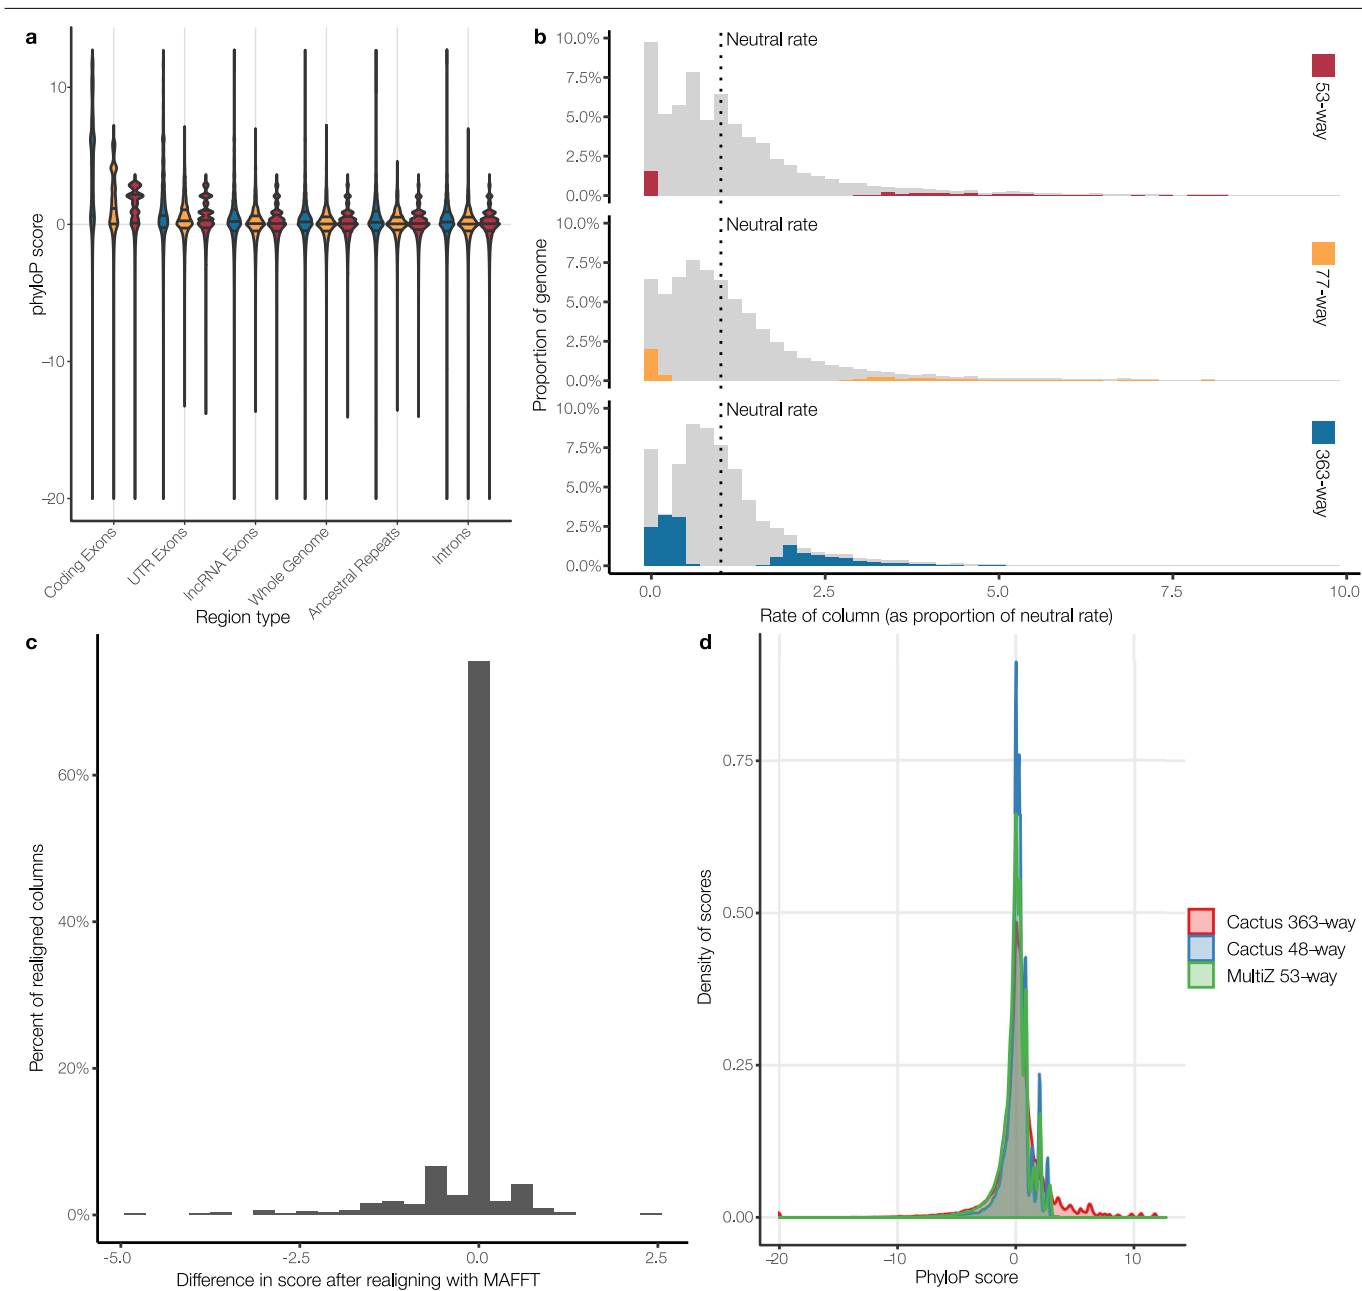 a
10
0
−10
−20
phyloP score
Coding Exons
UTR Exons
lncRNA Exons
Whole Genome
Ancestral Repeats
Introns
Region type
b
10.0%
7.5%
5.0%
2.5%
0.0%
Neutral rate
53-way
10.0%
7.5%
5.0%
2.5%
0.0%
Neutral rate
77-way
10.0%
7.5%
5.0%
2.5%
0.0%
Neutral rate
363-way
Proportion of genome
0.0
2.5
5.0
7.5
10.0
Rate of column (as proportion of neutral rate)
c
60%
40%
20%
0%
Percent of realigned columns
-5.0
-2.5
0.0
2.5
Difference in score after realigning with MAFFT
d
0.75
0.50
0.25
0.00
Density of scores
−20
−10
0
10
PhyloP score
Cactus 363−way
Cactus 48−way
MultiZ 53−way